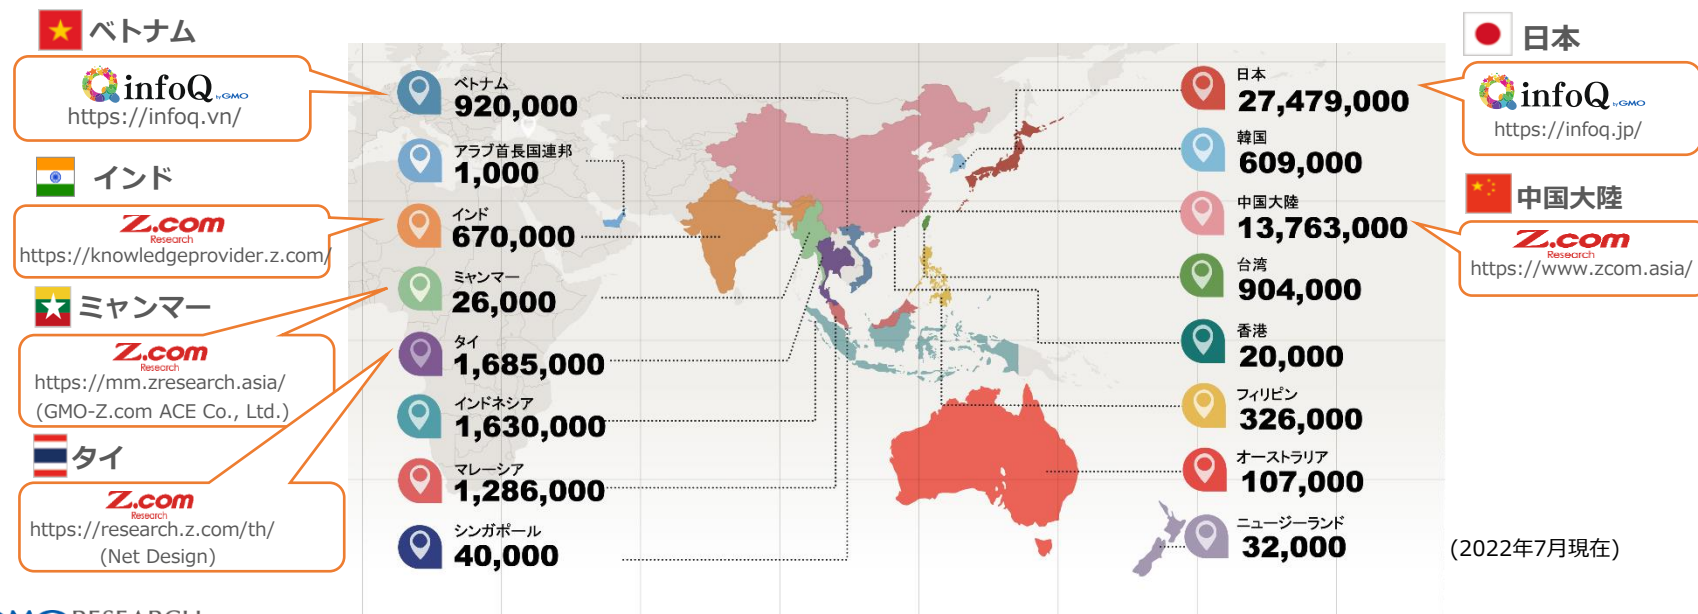 ベトナム
infoQ by GMO
https://infoq.vn/
インド
Z.com
Research
https://knowledgeprovider.z.com/
ミャンマー
Z.com
Research
https://mm.zresearch.asia/
(GMO-Z.com ACE Co., Ltd.)
タイ
Z.com
Research
https://research.z.com/th/
(Net Design)
ベトナム
920,000
アラブ首長国連邦
1,000
インド
670,000
ミャンマー
26,000
タイ
1,685,000
インドネシア
1,630,000
マレーシア
1,286,000
シンガポール
40,000
日本
27,479,000
韓国
609,000
中国大陸
13,763,000
台湾
904,000
香港
20,000
フィリピン
326,000
オーストラリア
107,000
ニュージーランド
32,000
日本
infoQ by GMO
https://infoq.jp/
中国大陸
Z.com
Research
https://www.zcom.asia/
(2022年7月現在)